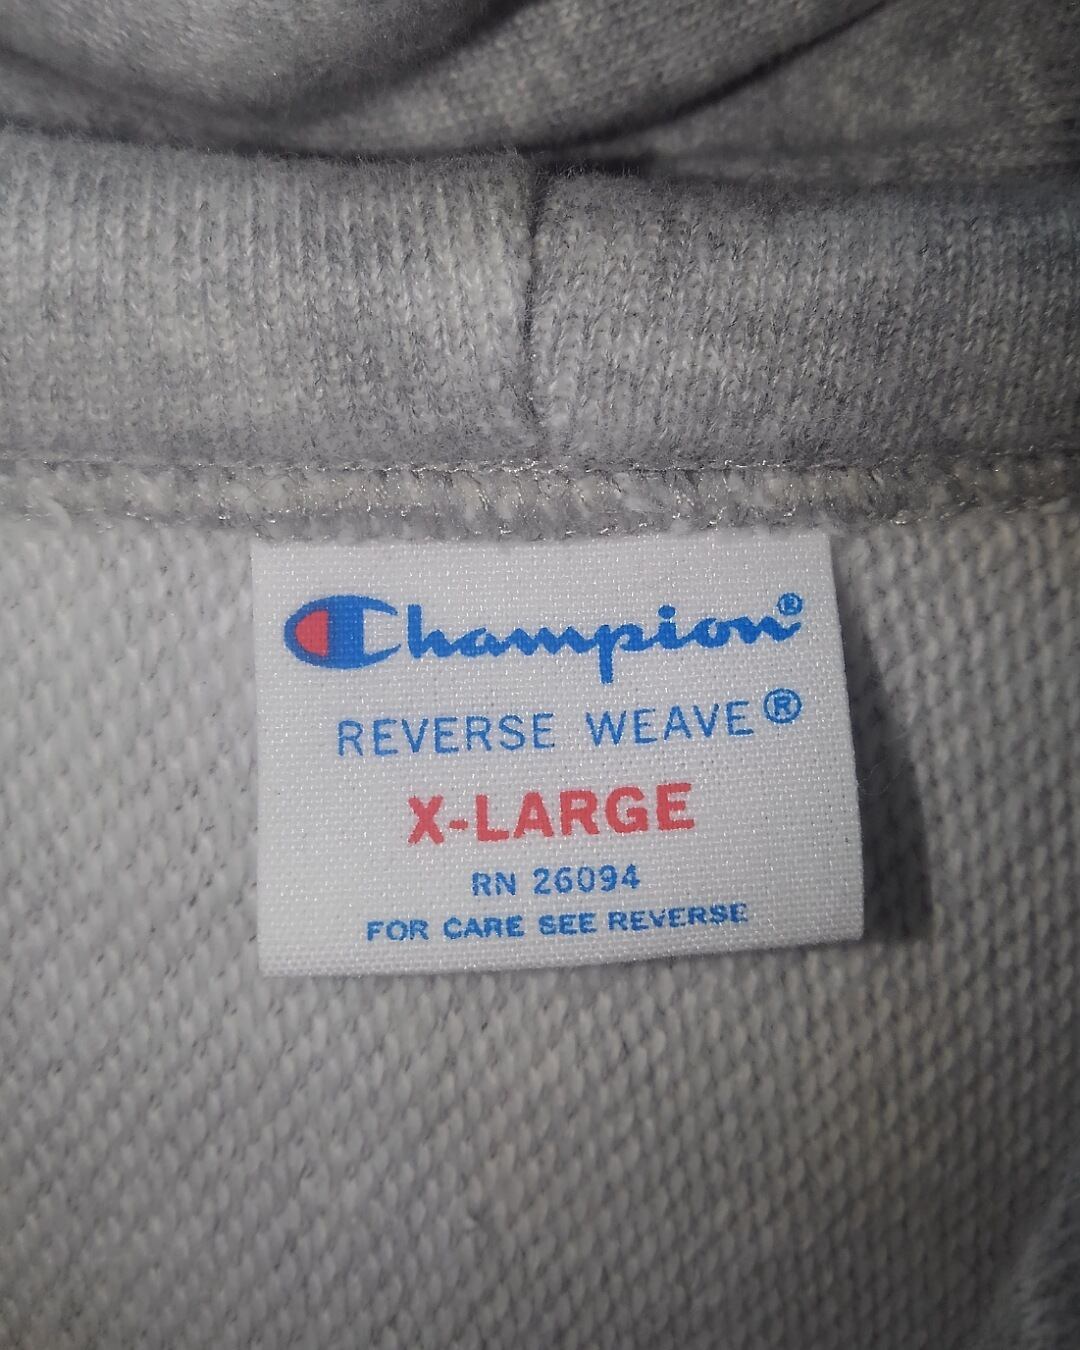 Champion®
REVERSE WEAVE®
X-LARGE
RN 26094
FOR CARE SEE REVERSE